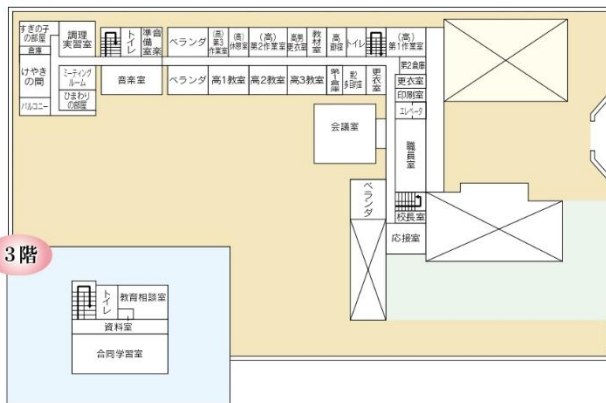 すぎの子の部屋
倉庫
けやきの間
バルコニー
調理実習室
ミーティングルーム
ひまわりの部屋
トイレ
音楽準備室
音楽室
ベランダ
(高)第3作業室
(高)休憩室
(高)第2作業室
高男更衣室
教材室
トイレ
(高)第1作業室
ベランダ
高1教室
高2教室
高3教室
第1倉庫
更衣室
第2倉庫
更衣室
印刷室
エレベータ
会議室
職員室
ベランダ
校長室
応接室
3階
トイレ
教育相談室
資料室
合同学習室